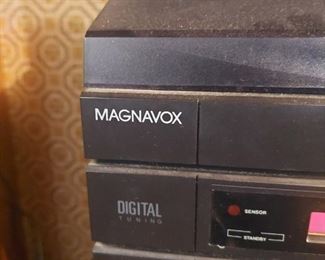 MAGNAVOX
DIGITAL
TUNING
SENSOR
STANDBY